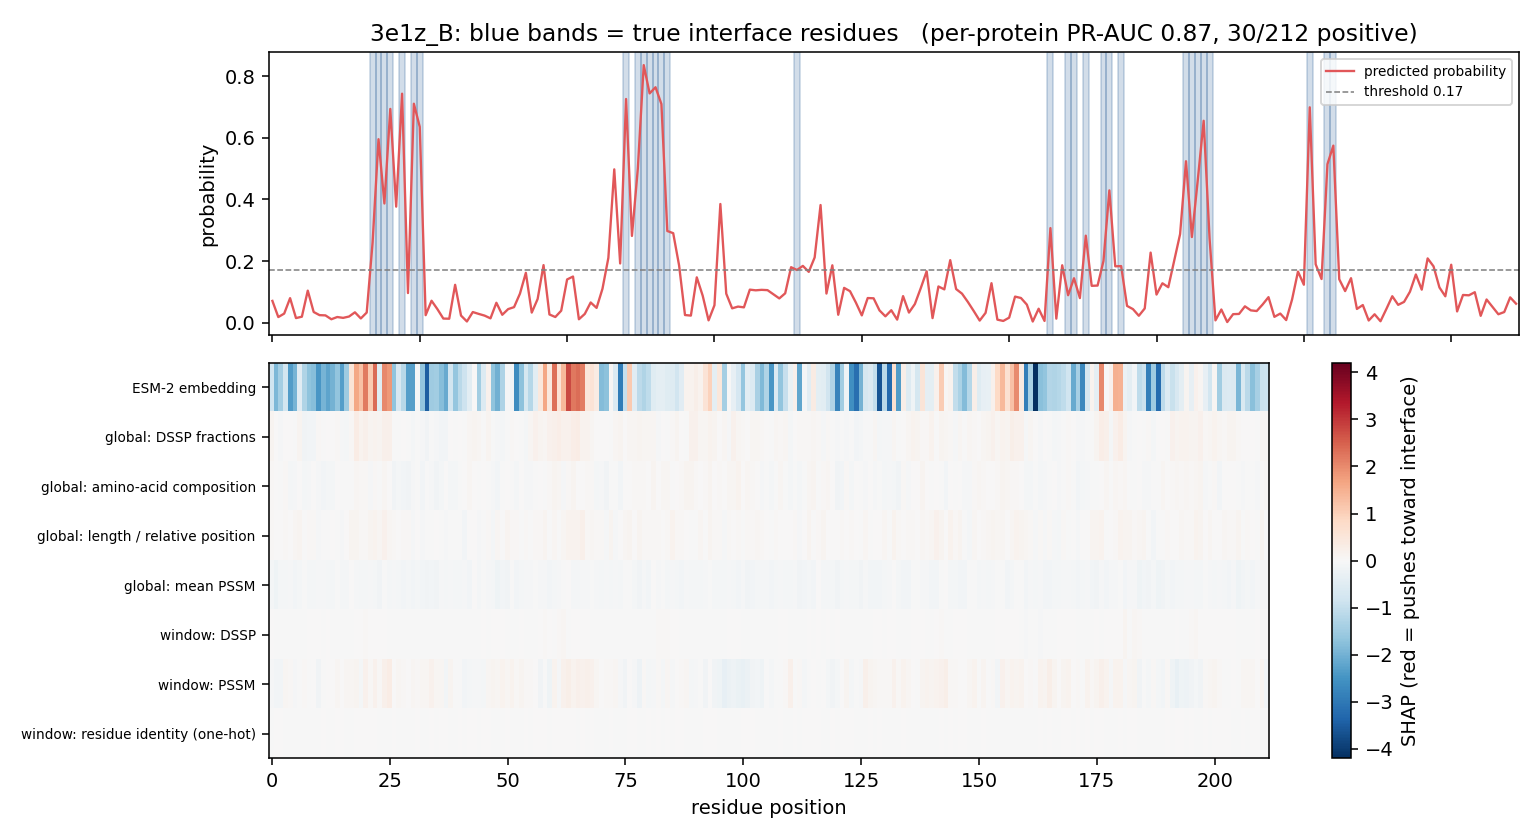 3e1z_B: blue bands = true interface residues   (per-protein PR-AUC 0.87, 30/212 positive)
probability
0.8
0.6
0.4
0.2
0.0
predicted probability
threshold 0.17
ESM-2 embedding
global: DSSP fractions
global: amino-acid composition
global: length / relative position
global: mean PSSM
window: DSSP
window: PSSM
window: residue identity (one-hot)
0 25 50 75 100 125 150 175 200
residue position
4
3
2
1
0
−1
−2
−3
−4
SHAP (red = pushes toward interface)